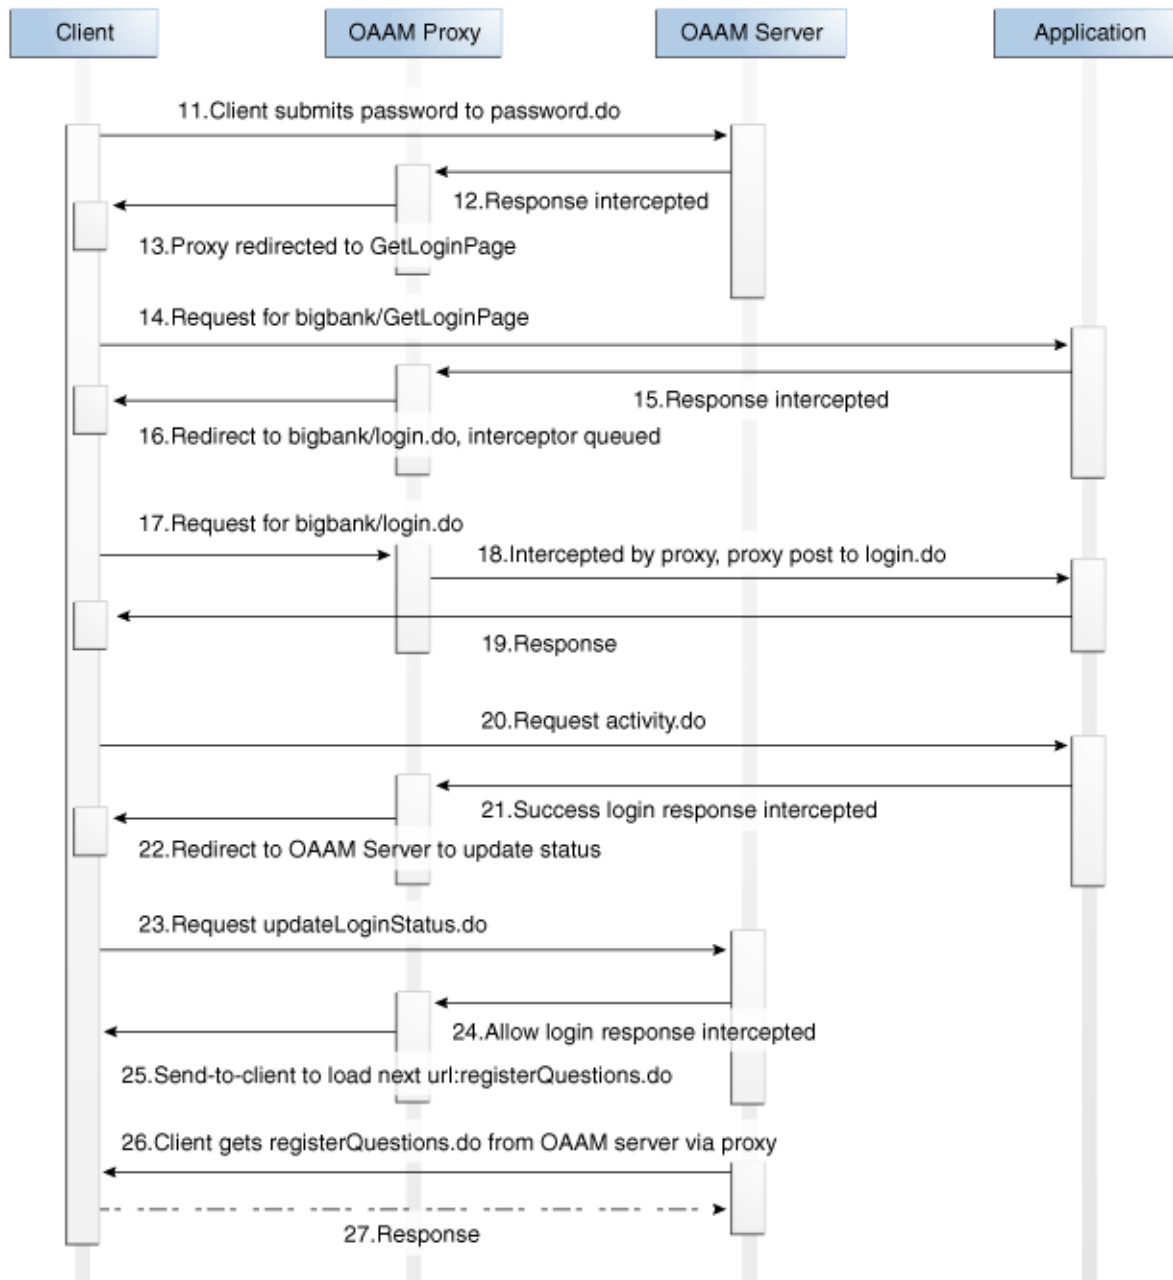 Client
OAAM Proxy
OAAM Server
Application
11.Client submits password to password.do
12.Response intercepted
13.Proxy redirected to GetLoginPage
14.Request for bigbank/GetLoginPage
15.Response intercepted
16.Redirect to bigbank/login.do, interceptor queued
17.Request for bigbank/login.do
18.Intercepted by proxy, proxy post to login.do
19.Response
20.Request activity.do
21.Success login response intercepted
22.Redirect to OAAM Server to update status
23.Request updateLoginStatus.do
24.Allow login response intercepted
25.Send-to-client to load next url:registerQuestions.do
26.Client gets registerQuestions.do from OAAM server via proxy
27.Response